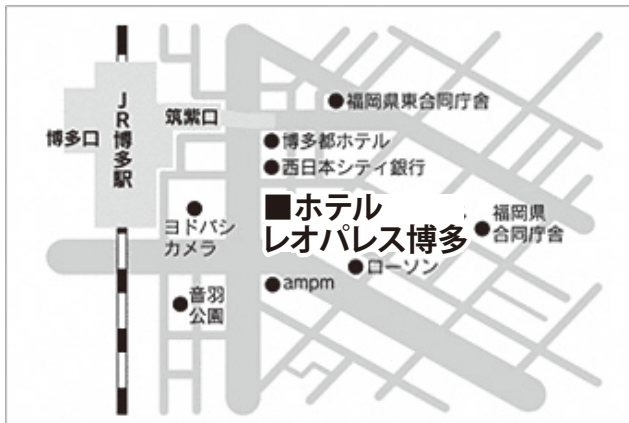 JR博多駅
博多口
筑紫口
福岡県東合同庁舎
博多都ホテル
西日本シティ銀行
■ホテル
レオパレス博多
福岡県
合同庁舎
ヨドバシ
カメラ
ローソン
ampm
音羽
公園